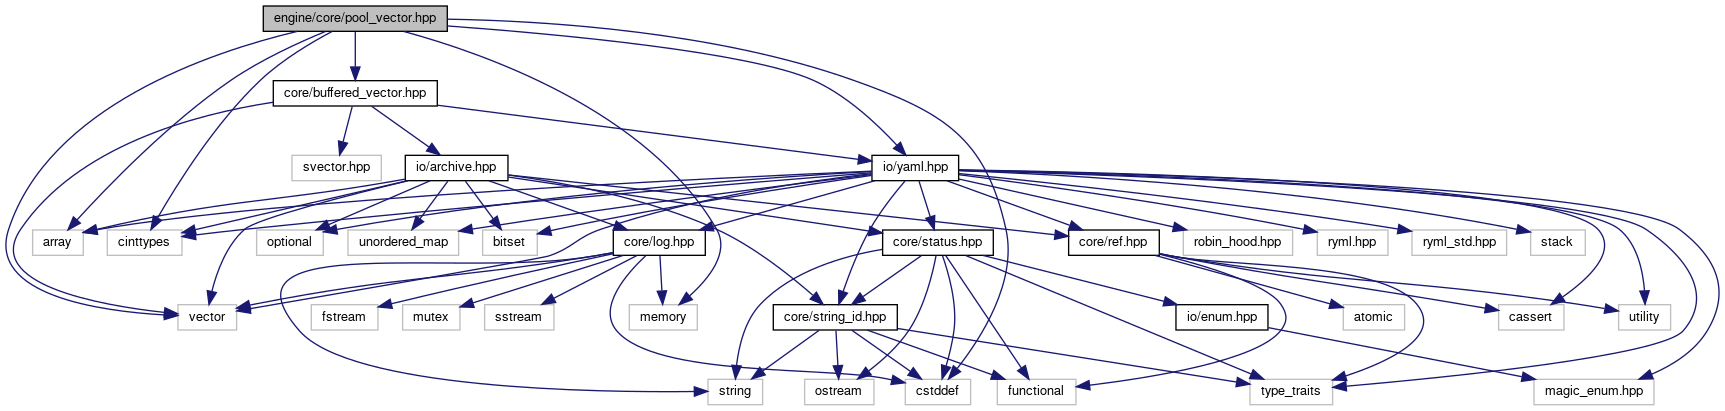 engine/core/pool_vector.hpp
core/buffered_vector.hpp
svector.hpp
io/archive.hpp
io/yaml.hpp
array
cinttypes
optional
unordered_map
bitset
core/log.hpp
core/status.hpp
core/ref.hpp
robin_hood.hpp
ryml.hpp
ryml_std.hpp
stack
vector
fstream
mutex
sstream
memory
core/string_id.hpp
io/enum.hpp
atomic
cassert
utility
string
ostream
cstddef
functional
type_traits
magic_enum.hpp